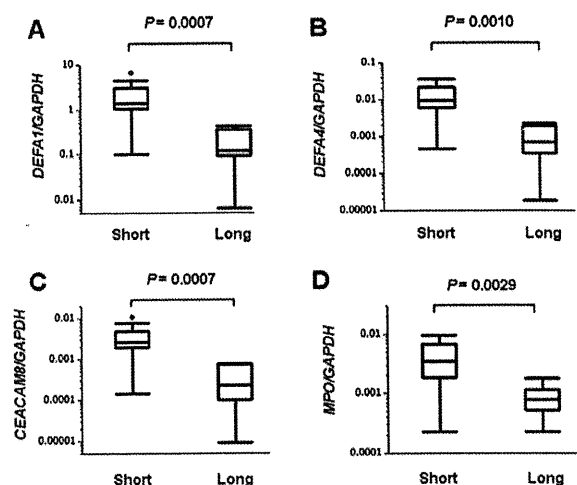 A
P = 0.0007
DEFA1/GAPDH
10
1
0.1
0.01
Short Long
B
P = 0.0010
DEFA4/GAPDH
0.1
0.01
0.001
0.0001
0.00001
Short Long
C
P = 0.0007
CEACAM8/GAPDH
0.01
0.001
0.0001
0.00001
Short Long
D
P = 0.0029
MPO/GAPDH
0.01
0.001
0.0001
Short Long